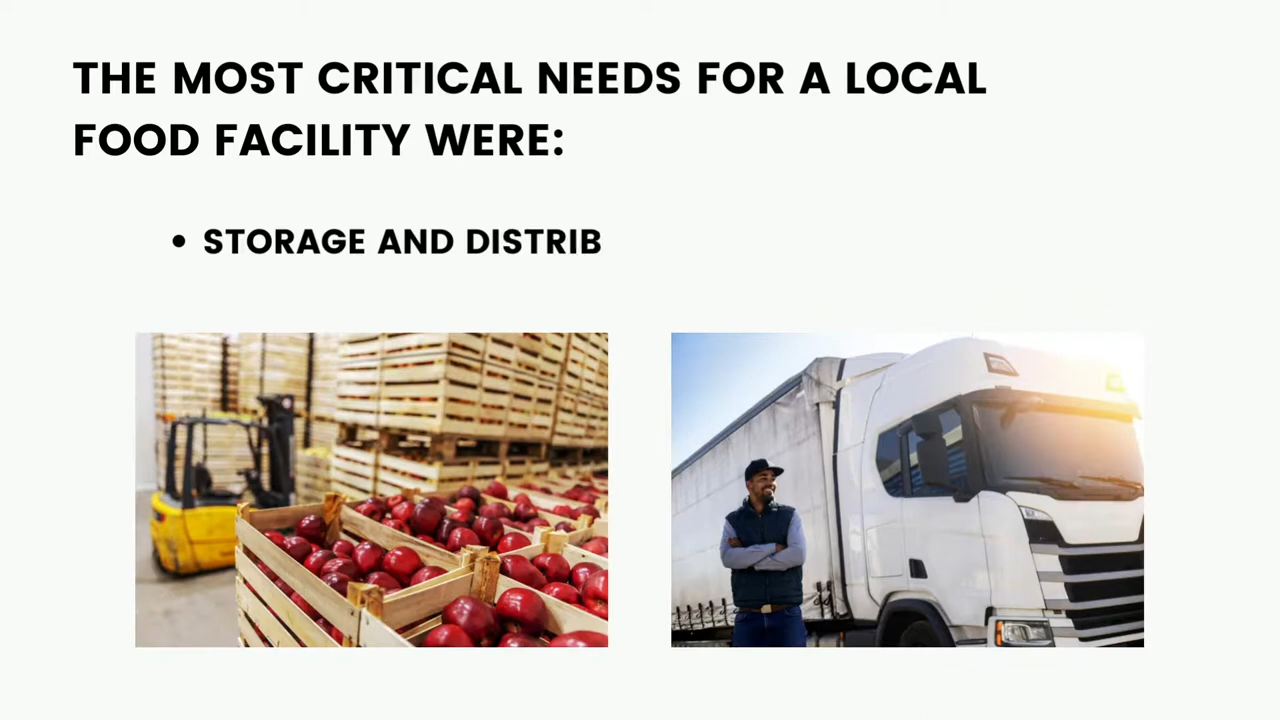 THE MOST CRITICAL NEEDS FOR A LOCAL
FOOD FACILITY WERE:
• STORAGE AND DISTRIB